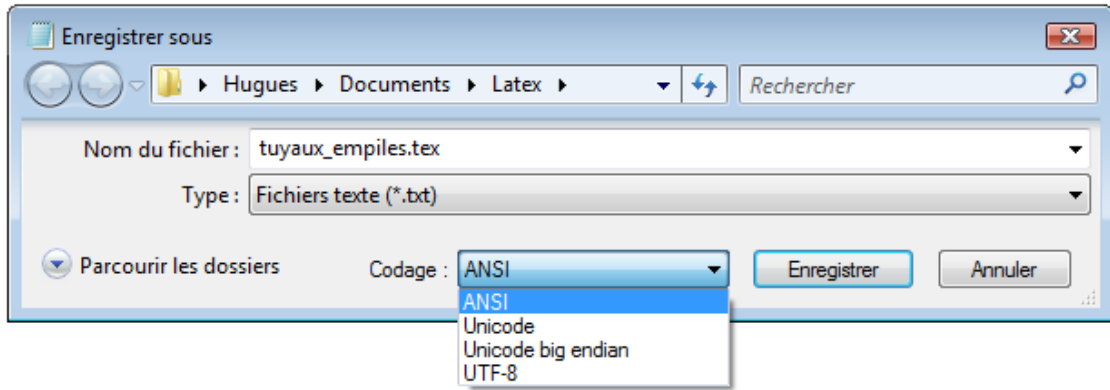 Enregistrer sous
Hugues Documents Latex Rechercher
Nom du fichier : tuyaux_empiles.tex
Type : Fichiers texte (*.txt)
Parcourir les dossiers Codage : ANSI Enregistrer Annuler
ANSI
Unicode
Unicode big endian
UTF-8